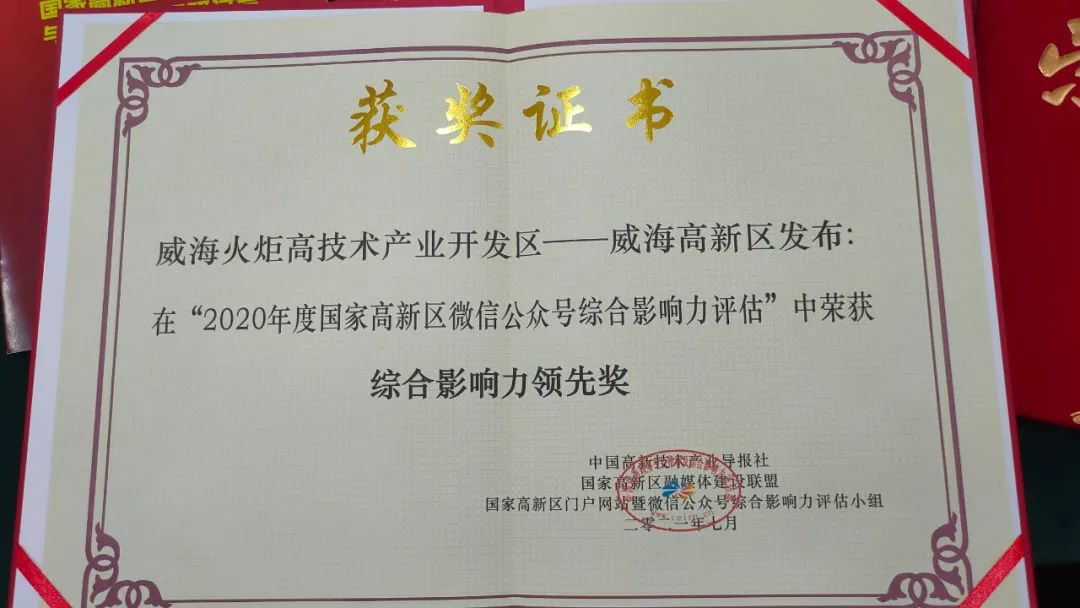 获奖证书
威海火炬高技术产业开发区——威海高新区发布：
在“2020年度国家高新区微信公众号综合影响力评估”中荣获
综合影响力领先奖
中国高新技术产业导报社
国家高新区融媒体建设联盟
国家高新区门户网站暨微信公众号综合影响力评估小组
二零二一年七月